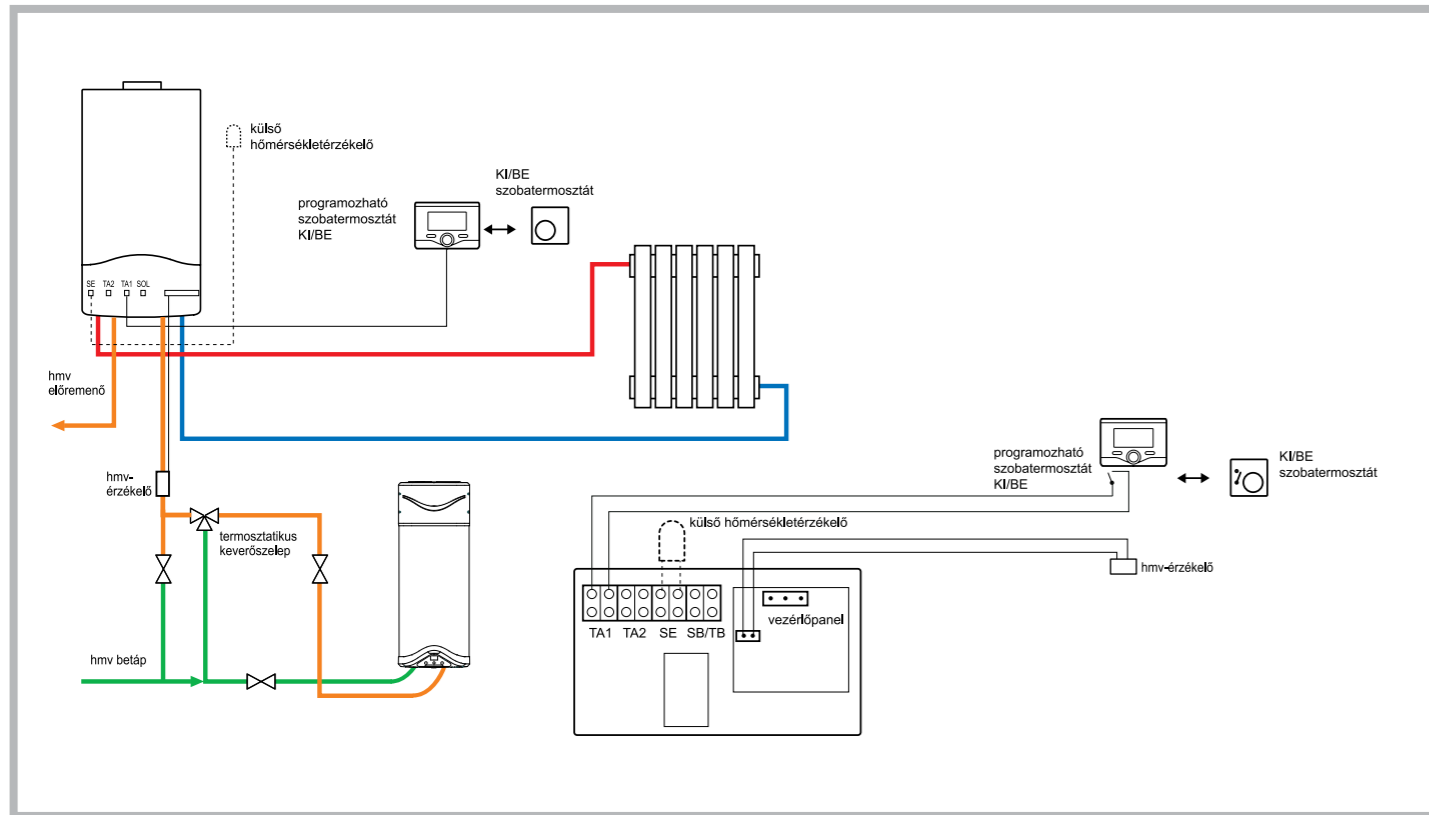 külső
hőmérsékletérzékelő
KI/BE
szobatermosztát
programozható
szobatermosztát
KI/BE
SE TA2 TA1 SOL
hmv
előremenő
hmv-
érzékelő
termosztatikus
keverőszelep
hmv betáp
programozható
szobatermosztát
KI/BE
KI/BE
szobatermosztát
külső hőmérsékletérzékelő
hmv-érzékelő
vezérlőpanel
TA1 TA2 SE SB/TB